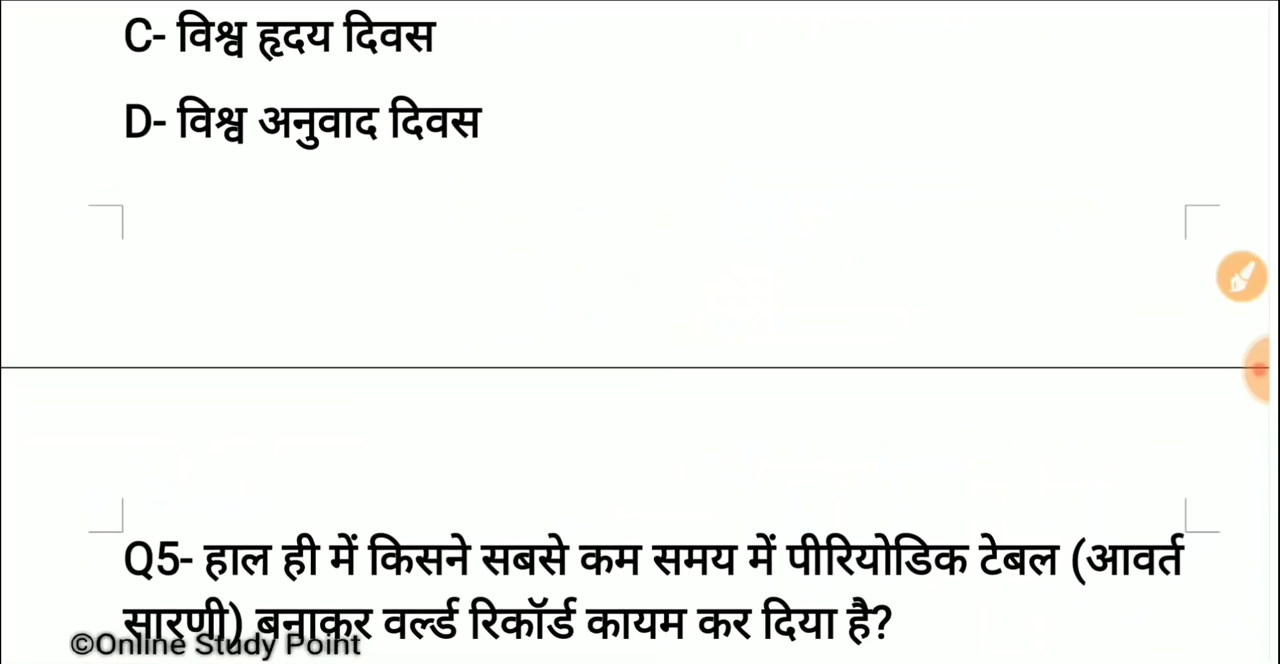 C- विश्व हृदय दिवस
D- विश्व अनुवाद दिवस
Q5- हाल ही में किसने सबसे कम समय में पीरियोडिक टेबल (आवर्त
सारणी) बनाकर वर्ल्ड रिकॉर्ड कायम कर दिया है?
©Online Study Point